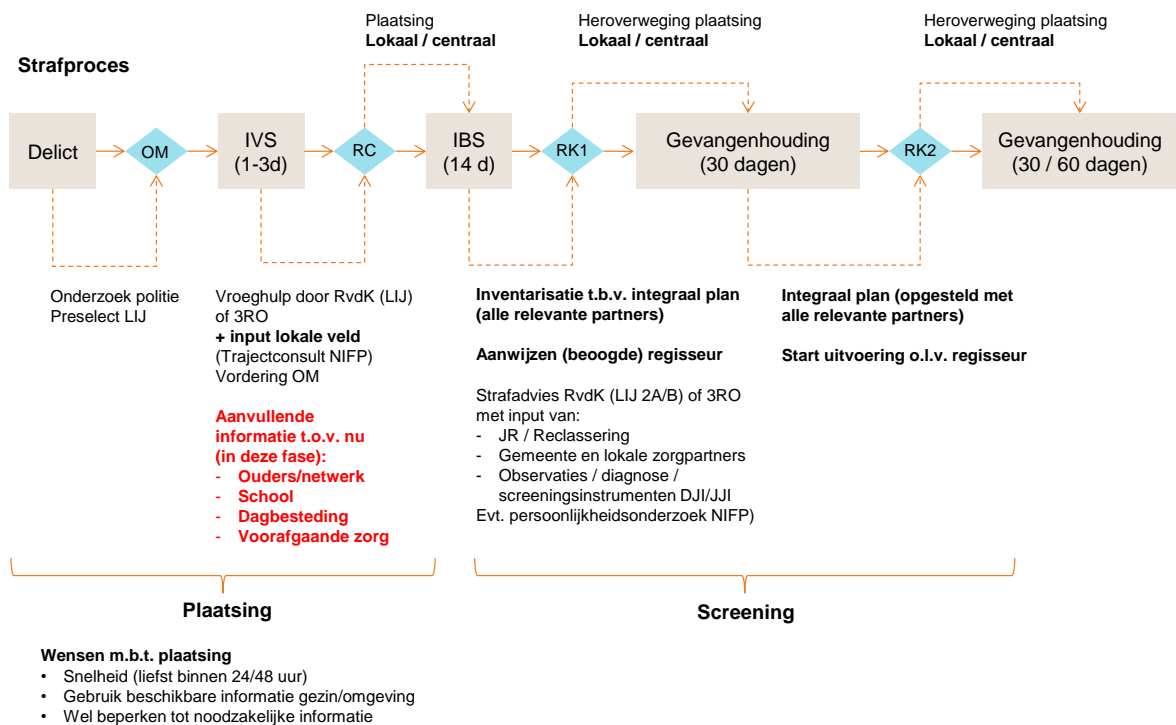 Plaatsing
Lokaal / centraal
Heroverweging plaatsing
Lokaal / centraal
Heroverweging plaatsing
Lokaal / centraal
Strafproces
Delict
OM
IVS
(1-3d)
RC
IBS
(14 d)
RK1
Gevangenhouding
(30 dagen)
RK2
Gevangenhouding
(30 / 60 dagen)
Onderzoek politie
Preselect LIJ
Vroeghulp door RvdK (LIJ)
of 3RO
+ input lokale veld
(Trajectconsult NIFP)
Vordering OM
Aanvullende
informatie t.o.v. nu
(in deze fase):
- Ouders/netwerk
- School
- Dagbesteding
- Voorafgaande zorg
Inventarisatie t.b.v. integraal plan
(alle relevante partners)
Aanwijzen (beoogde) regisseur
Strafadvies RvdK (LIJ 2A/B) of 3RO
met input van:
- JR / Reclassering
- Gemeente en lokale zorgpartners
- Observaties / diagnose /
screeningsinstrumenten DJI/JJI
Evt. persoonlijkheidsonderzoek NIFP)
Integraal plan (opgesteld met
alle relevante partners)
Start uitvoering o.l.v. regisseur
Plaatsing
Screening
Wensen m.b.t. plaatsing
• Snelheid (liefst binnen 24/48 uur)
• Gebruik beschikbare informatie gezin/omgeving
• Wel beperken tot noodzakelijke informatie